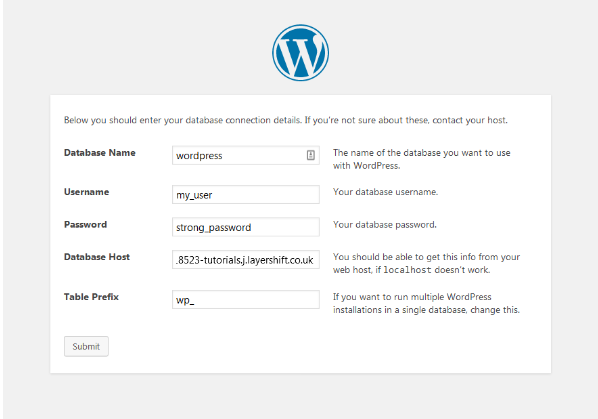 Below you should enter your database connection details. If you're not sure about these, contact your host.
Database Name
wordpress
The name of the database you want to use
with WordPress.
Username
my_user
Your database username.
Password
strong_password
Your database password.
Database Host
.8523-tutorials.j.layershift.co.uk
You should be able to get this info from your
web host, if localhost doesn't work.
Table Prefix
wp_
If you want to run multiple WordPress
installations in a single database, change this.
Submit